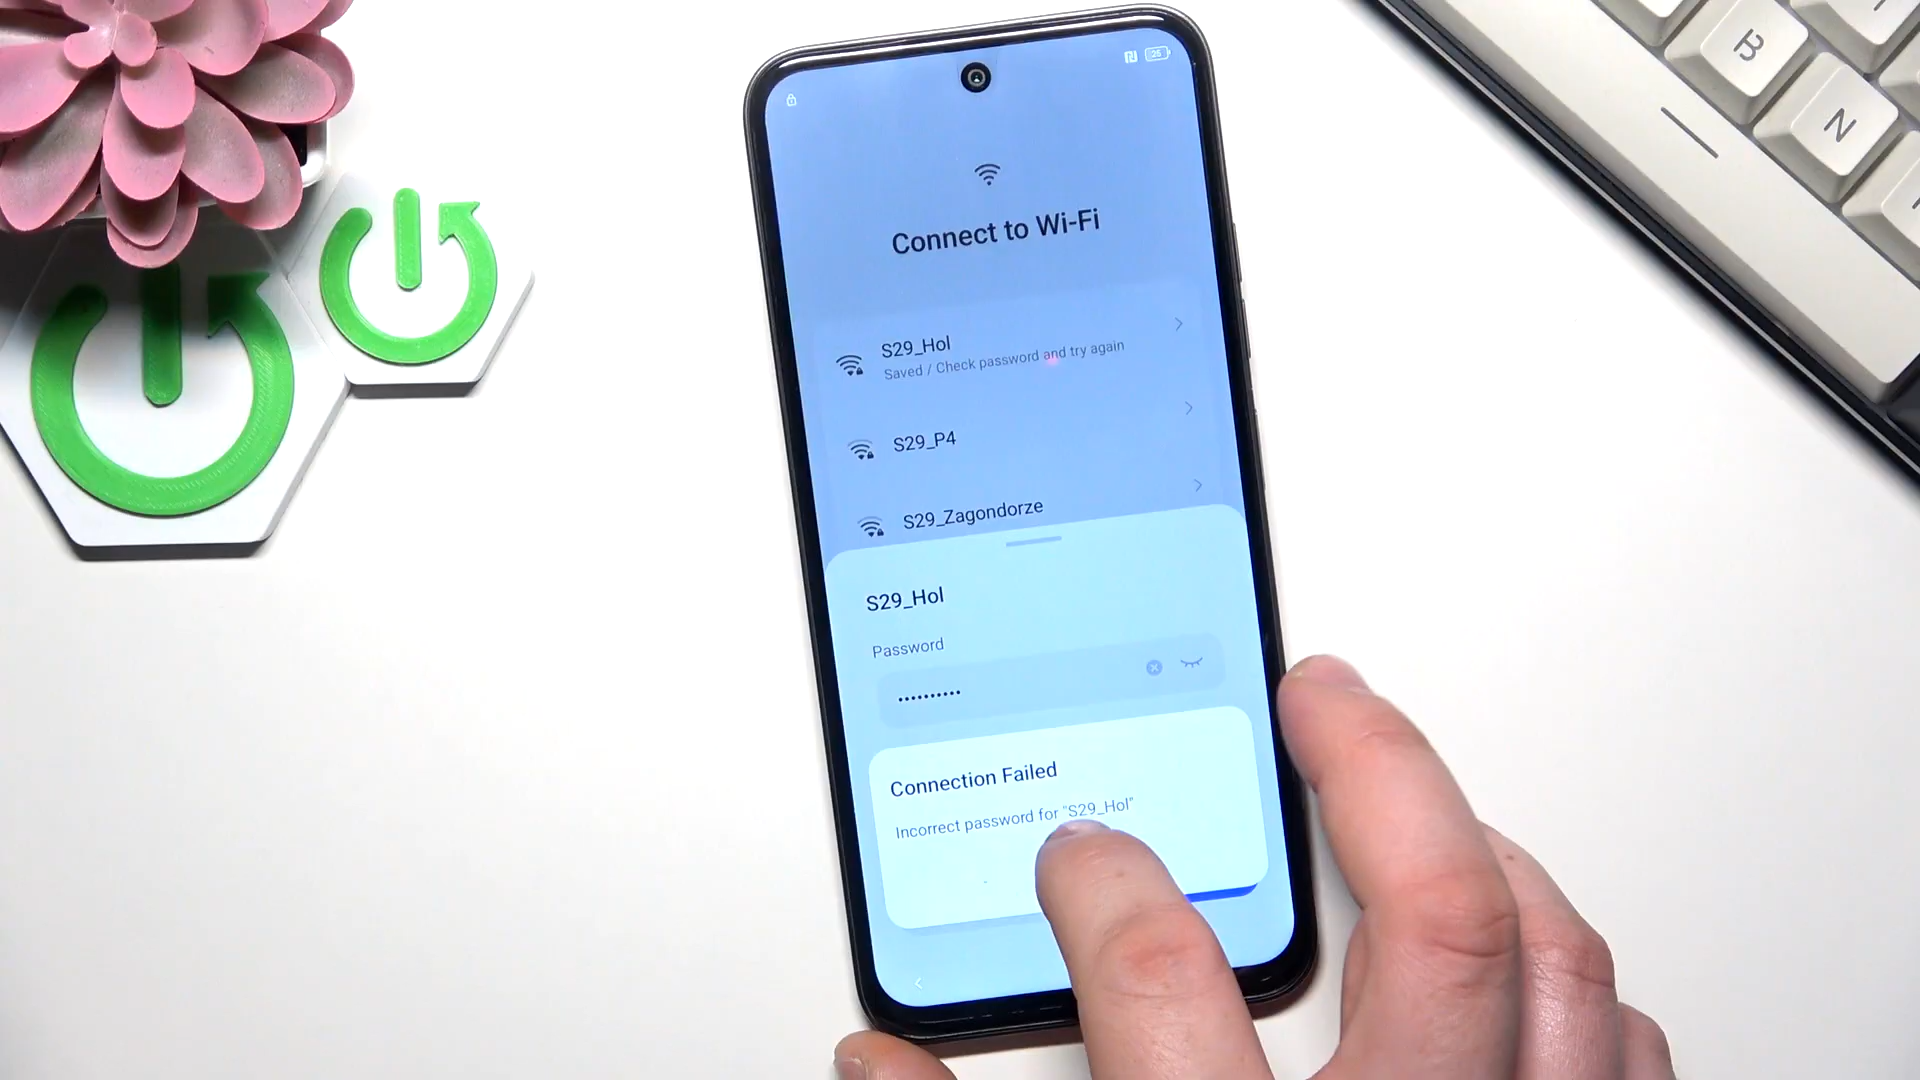 25
Connect to Wi-Fi
S29_Hol
Saved / Check password and try again
S29_P4
S29_Zagondorze
S29_Hol
Password
••••••••••
Connection Failed
Incorrect password for "S29_Hol"
B
N